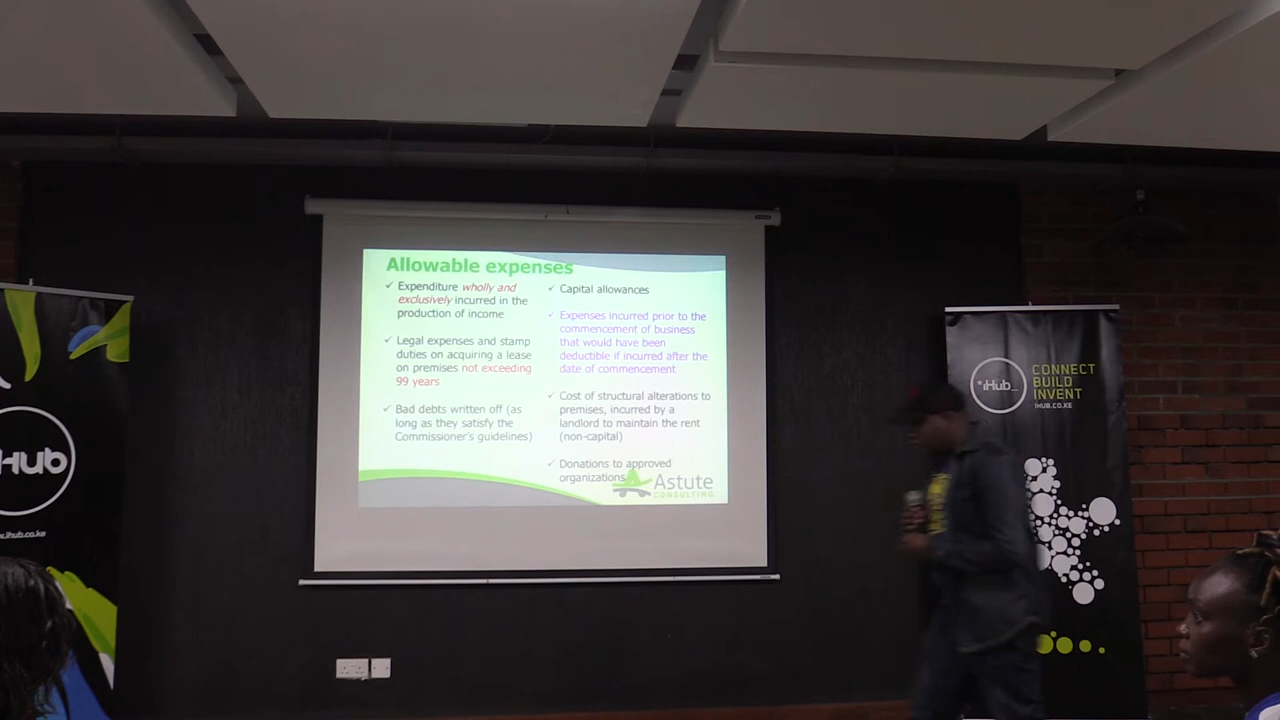 Allowable expenses
✓ Expenditure wholly and
exclusively incurred in the
production of income
✓ Legal expenses and stamp
duties on acquiring a lease
on premises not exceeding
99 years
✓ Bad debts written off (as
long as they satisfy the
Commissioner's guidelines)
✓ Capital allowances
✓ Expenses incurred prior to the
commencement of business
that would have been
deductible if incurred after the
date of commencement
✓ Cost of structural alterations to
premises, incurred by a
landlord to maintain the rent
(non-capital)
✓ Donations to approved
organizations
Astute
CONSULTING
*iHub_
CONNECT
BUILD
INVENT
IHUB.CO.KE
Hub
w.ihub.co.ke